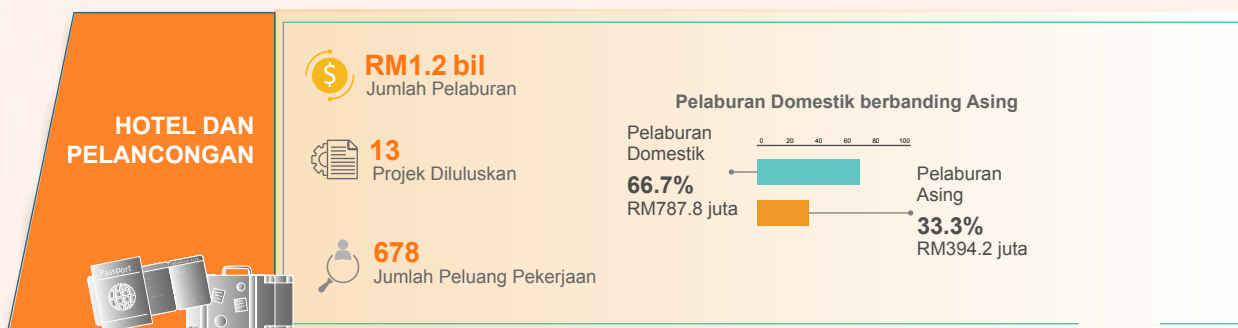 HOTEL DAN
PELANCONGAN
Passport
RM1.2 bil
Jumlah Pelaburan
13
Projek Diluluskan
678
Jumlah Peluang Pekerjaan
Pelaburan Domestik berbanding Asing
Pelaburan
Domestik
66.7%
RM787.8 juta
0 20 40 60 80 100
Pelaburan
Asing
33.3%
RM394.2 juta